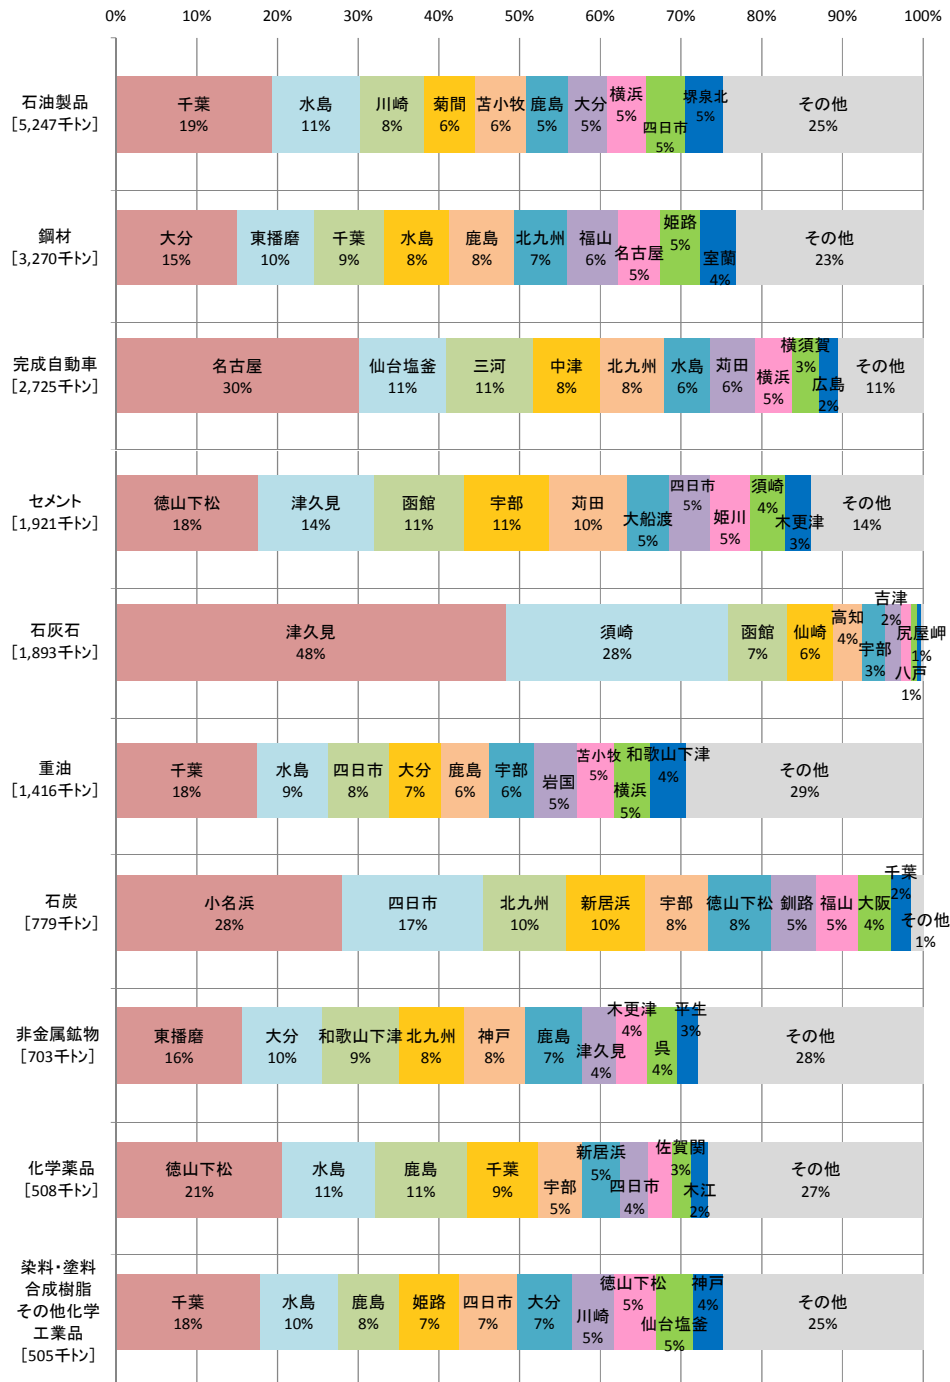 0% 10% 20% 30% 40% 50% 60% 70% 80% 90% 100%
石油製品
[5,247千トン]
千葉 水島 川崎 菊間 苫小牧 鹿島 大分 横浜 四日市 堺泉北 その他
19% 11% 8% 6% 6% 5% 5% 5% 5% 5% 25%
鋼材
[3,270千トン]
大分 東播磨 千葉 水島 鹿島 北九州 福山 名古屋 姫路 室蘭 その他
15% 10% 9% 8% 8% 7% 6% 5% 5% 4% 23%
完成自動車
[2,725千トン]
名古屋 仙台塩釜 三河 中津 北九州 水島 苅田 横浜 横須賀 広島 その他
30% 11% 11% 8% 8% 6% 6% 5% 3% 2% 11%
セメント
[1,921千トン]
徳山下松 津久見 函館 宇部 苅田 大船渡 四日市 姫川 須崎 木更津 その他
18% 14% 11% 11% 10% 5% 5% 5% 4% 3% 14%
石灰石
[1,893千トン]
津久見 須崎 函館 仙崎 高知 宇部 吉津 八戸 尻屋岬
48% 28% 7% 6% 4% 3% 2% 1% 1%
重油
[1,416千トン]
千葉 水島 四日市 大分 鹿島 宇部 岩国 苫小牧 横浜 和歌山下津 その他
18% 9% 8% 7% 6% 6% 5% 5% 5% 4% 29%
石炭
[779千トン]
小名浜 四日市 北九州 新居浜 宇部 徳山下松 釧路 福山 大阪 千葉 その他
28% 17% 10% 10% 8% 8% 5% 5% 4% 2% 1%
非金属鉱物
[703千トン]
東播磨 大分 和歌山下津 北九州 神戸 鹿島 津久見 木更津 呉 平生 その他
16% 10% 9% 8% 8% 7% 4% 4% 4% 3% 28%
化学薬品
[508千トン]
徳山下松 水島 鹿島 千葉 宇部 新居浜 四日市 佐賀関 木江 その他
21% 11% 11% 9% 5% 5% 4% 3% 2% 27%
染料・塗料
合成樹脂
その他化学
工業品
[505千トン]
千葉 水島 鹿島 姫路 四日市 大分 川崎 徳山下松 仙台塩釜 神戸 その他
18% 10% 8% 7% 7% 7% 5% 5% 5% 4% 25%